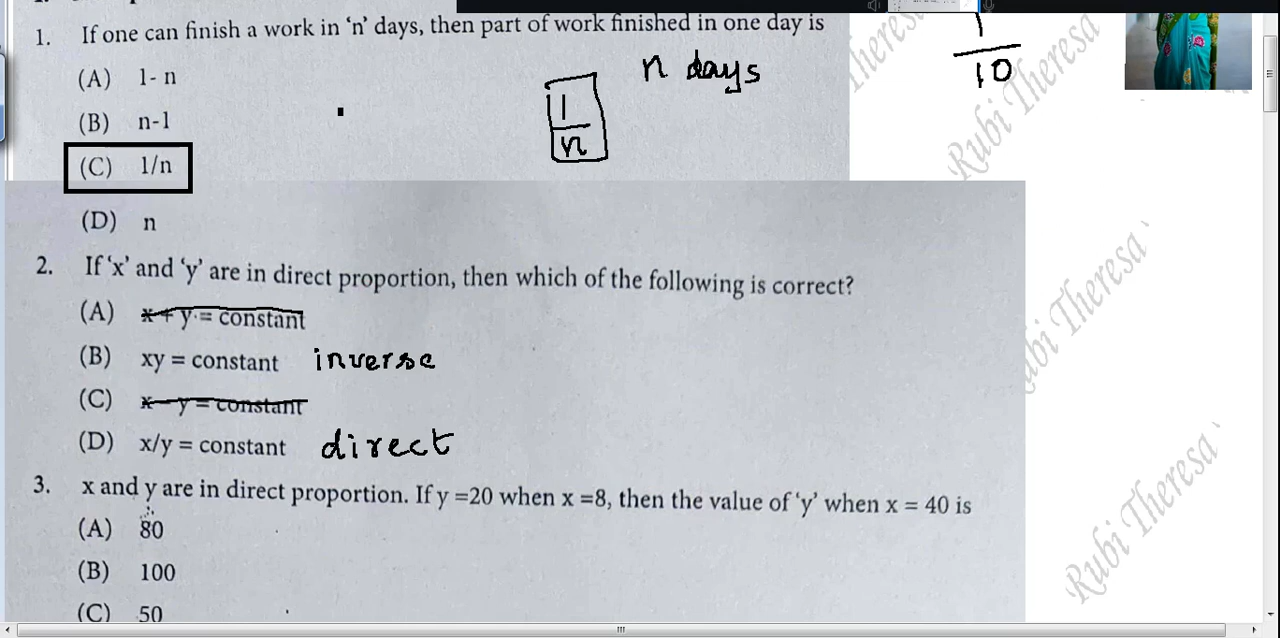 1. If one can finish a work in ‘n’ days, then part of work finished in one day is
(A) 1- n
n days
(B) n-1
1
n
10
(C) 1/n
(D) n
2. If ‘x’ and ‘y’ are in direct proportion, then which of the following is correct?
(A) x + y = constant
(B) xy = constant inverse
(C) x - y = constant
(D) x/y = constant direct
3. x and y are in direct proportion. If y =20 when x =8, then the value of ‘y’ when x = 40 is
(A) 80
(B) 100
(C) 50
Theresa
Rubi Theresa
Rubi Theresa
Rubi Theresa